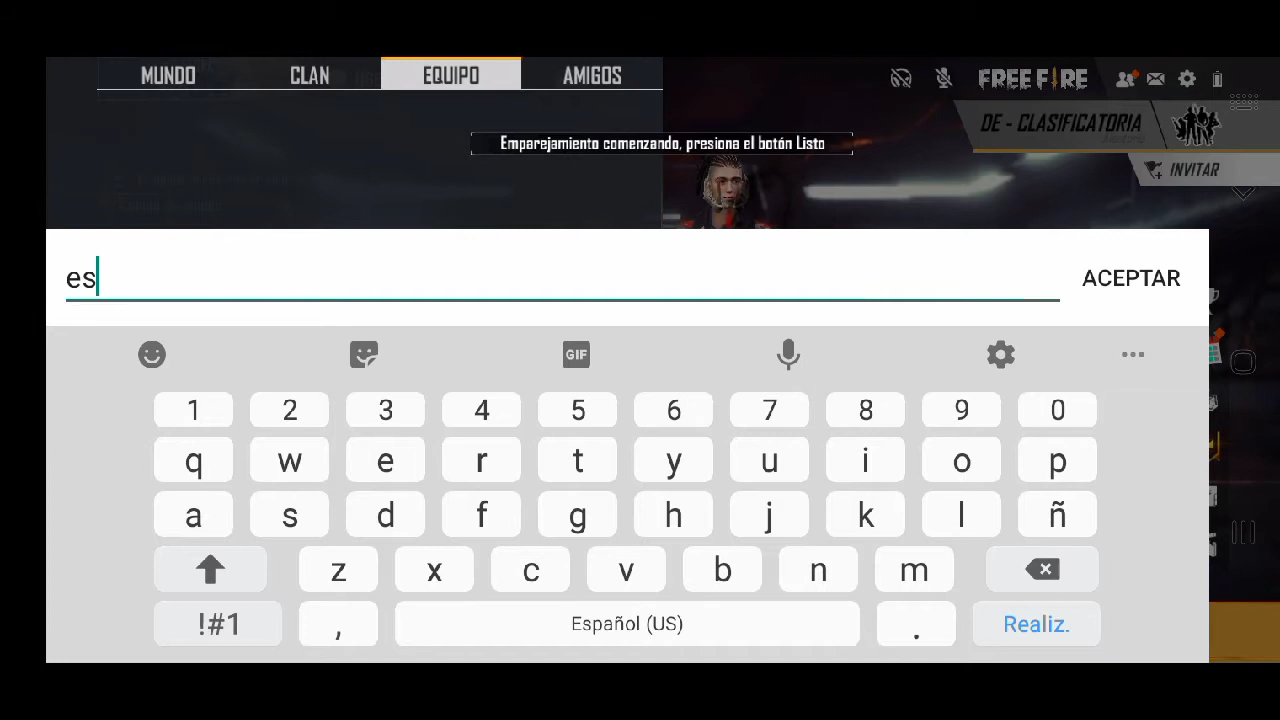 MUNDO CLAN EQUIPO AMIGOS FREE FIRE
DE - CLASIFICATORIA
Emparejamiento comenzando, presiona el botón Listo
INVITAR
es ACEPTAR
GIF
1 2 3 4 5 6 7 8 9 0
q w e r t y u i o p
a s d f g h j k l ñ
z x c v b n m
!#1 , Español (US) . Realiz.